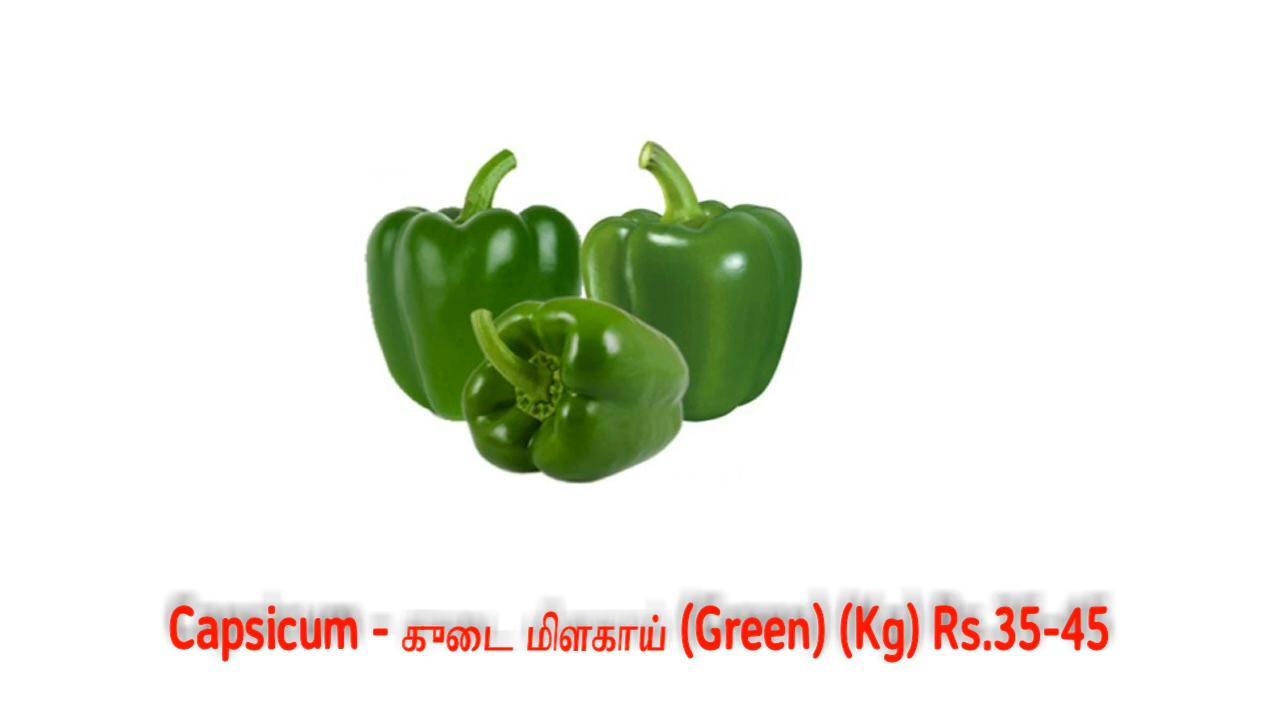 Capsicum - குடை மிளகாய் (Green) (Kg) Rs.35-45